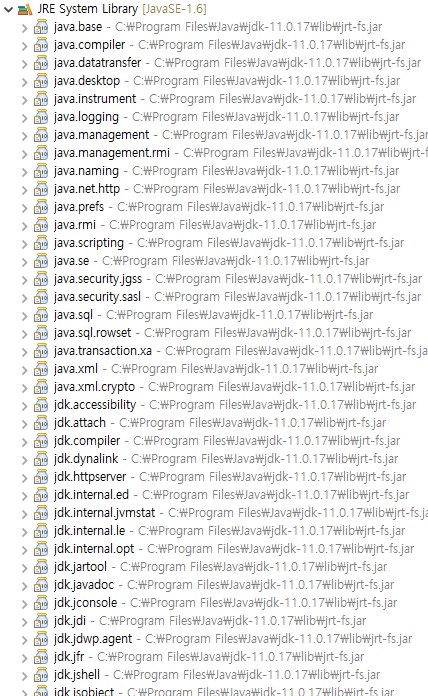 JRE System Library [JavaSE-1.6]
java.base - C:₩Program Files₩Java₩jdk-11.0.17₩lib₩jrt-fs.jar
java.compiler - C:₩Program Files₩Java₩jdk-11.0.17₩lib₩jrt-fs.jar
java.datatransfer - C:₩Program Files₩Java₩jdk-11.0.17₩lib₩jrt-fs.jar
java.desktop - C:₩Program Files₩Java₩jdk-11.0.17₩lib₩jrt-fs.jar
java.instrument - C:₩Program Files₩Java₩jdk-11.0.17₩lib₩jrt-fs.jar
java.logging - C:₩Program Files₩Java₩jdk-11.0.17₩lib₩jrt-fs.jar
java.management - C:₩Program Files₩Java₩jdk-11.0.17₩lib₩jrt-fs.jar
java.management.rmi - C:₩Program Files₩Java₩jdk-11.0.17₩lib₩jrt-f
java.naming - C:₩Program Files₩Java₩jdk-11.0.17₩lib₩jrt-fs.jar
java.net.http - C:₩Program Files₩Java₩jdk-11.0.17₩lib₩jrt-fs.jar
java.prefs - C:₩Program Files₩Java₩jdk-11.0.17₩lib₩jrt-fs.jar
java.rmi - C:₩Program Files₩Java₩jdk-11.0.17₩lib₩jrt-fs.jar
java.scripting - C:₩Program Files₩Java₩jdk-11.0.17₩lib₩jrt-fs.jar
java.se - C:₩Program Files₩Java₩jdk-11.0.17₩lib₩jrt-fs.jar
java.security.jgss - C:₩Program Files₩Java₩jdk-11.0.17₩lib₩jrt-fs.jar
java.security.sasl - C:₩Program Files₩Java₩jdk-11.0.17₩lib₩jrt-fs.jar
java.sql - C:₩Program Files₩Java₩jdk-11.0.17₩lib₩jrt-fs.jar
java.sql.rowset - C:₩Program Files₩Java₩jdk-11.0.17₩lib₩jrt-fs.jar
java.transaction.xa - C:₩Program Files₩Java₩jdk-11.0.17₩lib₩jrt-fs.jar
java.xml - C:₩Program Files₩Java₩jdk-11.0.17₩lib₩jrt-fs.jar
java.xml.crypto - C:₩Program Files₩Java₩jdk-11.0.17₩lib₩jrt-fs.jar
jdk.accessibility - C:₩Program Files₩Java₩jdk-11.0.17₩lib₩jrt-fs.jar
jdk.attach - C:₩Program Files₩Java₩jdk-11.0.17₩lib₩jrt-fs.jar
jdk.compiler - C:₩Program Files₩Java₩jdk-11.0.17₩lib₩jrt-fs.jar
jdk.dynalink - C:₩Program Files₩Java₩jdk-11.0.17₩lib₩jrt-fs.jar
jdk.httpserver - C:₩Program Files₩Java₩jdk-11.0.17₩lib₩jrt-fs.jar
jdk.internal.ed - C:₩Program Files₩Java₩jdk-11.0.17₩lib₩jrt-fs.jar
jdk.internal.jvmstat - C:₩Program Files₩Java₩jdk-11.0.17₩lib₩jrt-fs.jar
jdk.internal.le - C:₩Program Files₩Java₩jdk-11.0.17₩lib₩jrt-fs.jar
jdk.internal.opt - C:₩Program Files₩Java₩jdk-11.0.17₩lib₩jrt-fs.jar
jdk.jartool - C:₩Program Files₩Java₩jdk-11.0.17₩lib₩jrt-fs.jar
jdk.javadoc - C:₩Program Files₩Java₩jdk-11.0.17₩lib₩jrt-fs.jar
jdk.jconsole - C:₩Program Files₩Java₩jdk-11.0.17₩lib₩jrt-fs.jar
jdk.jdi - C:₩Program Files₩Java₩jdk-11.0.17₩lib₩jrt-fs.jar
jdk.jdwp.agent - C:₩Program Files₩Java₩jdk-11.0.17₩lib₩jrt-fs.jar
jdk.jfr - C:₩Program Files₩Java₩jdk-11.0.17₩lib₩jrt-fs.jar
jdk.jshell - C:₩Program Files₩Java₩jdk-11.0.17₩lib₩jrt-fs.jar
jdk.jsobject - C:₩Program Files₩Java₩jdk-11.0.17₩lib₩jrt-fs.jar